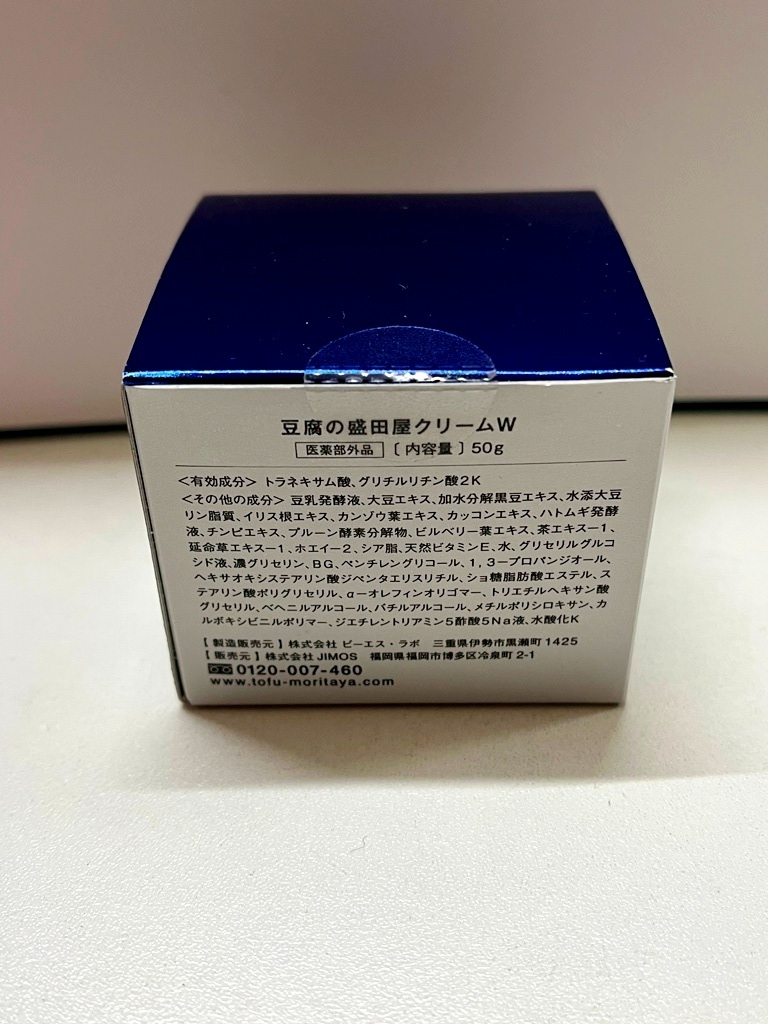 豆腐の盛田屋クリームW
医薬部外品 〔内容量〕50g
＜有効成分＞ トラネキサム酸、グリチルリチン酸2K
＜その他の成分＞ 豆乳発酵液、大豆エキス、加水分解黒豆エキス、水添大豆
リン脂質、イリス根エキス、カンゾウ葉エキス、カッコンエキス、ハトムギ発酵
液、チンピエキス、プルーン酵素分解物、ビルベリー葉エキス、茶エキス－1、
延命草エキス－1、ホエイ－2、シア脂、天然ビタミンE、水、グリセリルグルコ
シド液、濃グリセリン、BG、ペンチレングリコール、1，3－プロパンジオール、
ヘキサオキシステアリン酸ジペンタエリスリチル、ショ糖脂肪酸エステル、ス
テアリン酸ポリグリセリル、α－オレフィンオリゴマー、トリエチルヘキサン酸
グリセリル、ベヘニルアルコール、バチルアルコール、メチルポリシロキサン、カ
ルボキシビニルポリマー、ジエチレントリアミン5酢酸5Na液、水酸化K
［製造販売元］株式会社 ピーエス・ラボ 三重県伊勢市黒瀬町1425
［販売元］株式会社JIMOS 福岡県福岡市博多区冷泉町2-1
0120-007-460
www.tofu-moritaya.com